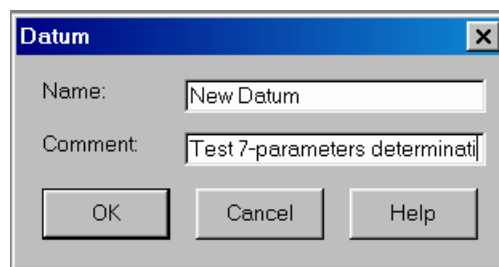 Datum
Name: New Datum
Comment: Test 7-parameters determinati
OK Cancel Help